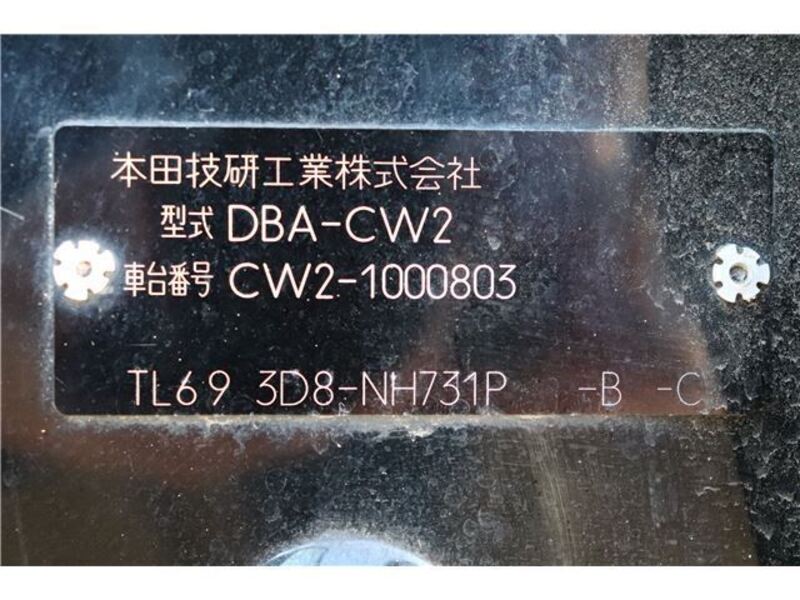 本田技研工業株式会社
型式 DBA-CW2
車台番号 CW2-1000803
TL69 3D8-NH731P -B -C